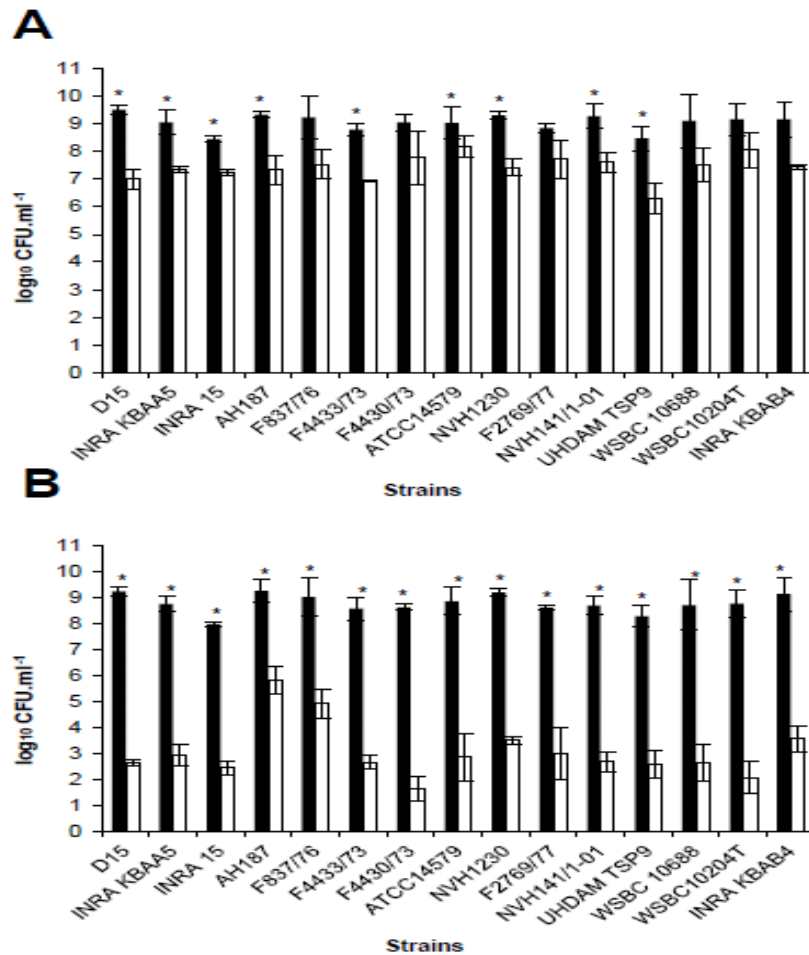 A
11
10
9
8
7
6
5
4
3
2
1
0
log₁₀ CFU.ml⁻¹
* * * * * * * * *
D15 INRA KBAA5 INRA 15 AH187 F837/76 F4433/73 F4430/73 ATCC14579 NVH1230 F2769/77 NVH141/1-01 UHDAM TSP9 WSBC 10688 WSBC10204T INRA KBAB4
Strains
B
11
10
9
8
7
6
5
4
3
2
1
0
log₁₀ CFU.ml⁻¹
* * * * * * * * * * * * * * *
D15 INRA KBAA5 INRA 15 AH187 F837/76 F4433/73 F4430/73 ATCC14579 NVH1230 F2769/77 NVH141/1-01 UHDAM TSP9 WSBC 10688 WSBC10204T INRA KBAB4
Strains